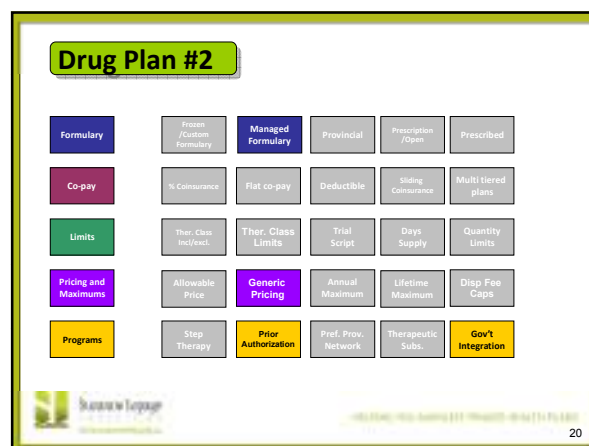 Drug Plan #2
Formulary
Frozen
/Custom
Formulary
Managed
Formulary
Provincial
Prescription
/Open
Prescribed
Co-pay
% Coinsurance
Flat co-pay
Deductible
Sliding
Coinsurance
Multi tiered
plans
Limits
Ther. Class
Incl/excl.
Ther. Class
Limits
Trial
Script
Days
Supply
Quantity
Limits
Pricing and
Maximums
Allowable
Price
Generic
Pricing
Annual
Maximum
Lifetime
Maximum
Disp Fee
Caps
Programs
Step
Therapy
Prior
Authorization
Pref. Prov.
Network
Therapeutic
Subs.
Gov't
Integration
20